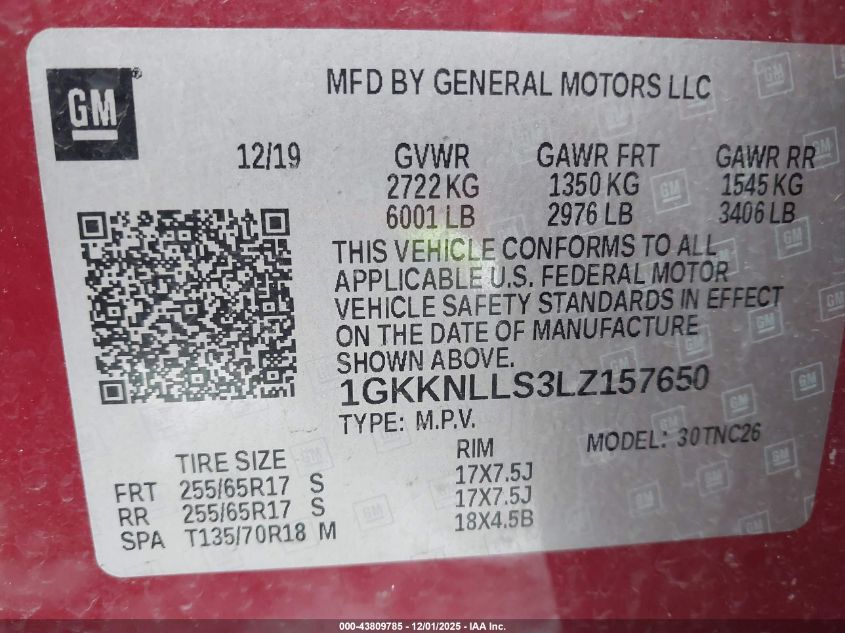 MFD BY GENERAL MOTORS LLC
GM ®
12/19 GVWR GAWR FRT GAWR RR
2722 KG 1350 KG 1545 KG
6001 LB 2976 LB 3406 LB
THIS VEHICLE CONFORMS TO ALL
APPLICABLE U.S. FEDERAL MOTOR
VEHICLE SAFETY STANDARDS IN EFFECT
ON THE DATE OF MANUFACTURE
SHOWN ABOVE.
1GKKNLLS3LZ157650
TYPE: M.P.V.
MODEL: 30TNC26
TIRE SIZE RIM
FRT 255/65R17 S 17X7.5J
RR 255/65R17 S 17X7.5J
SPA T135/70R18 M 18X4.5B
000-43809785 - 12/01/2025 - IAA Inc.